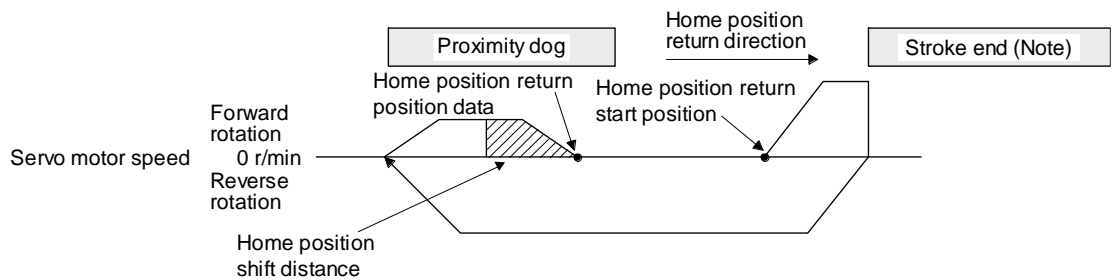 Proximity dog
Home position
return direction
Stroke end (Note)
Home position return
position data
Home position return
start position
Forward
rotation
Servo motor speed
0 r/min
Reverse
rotation
Home position
shift distance